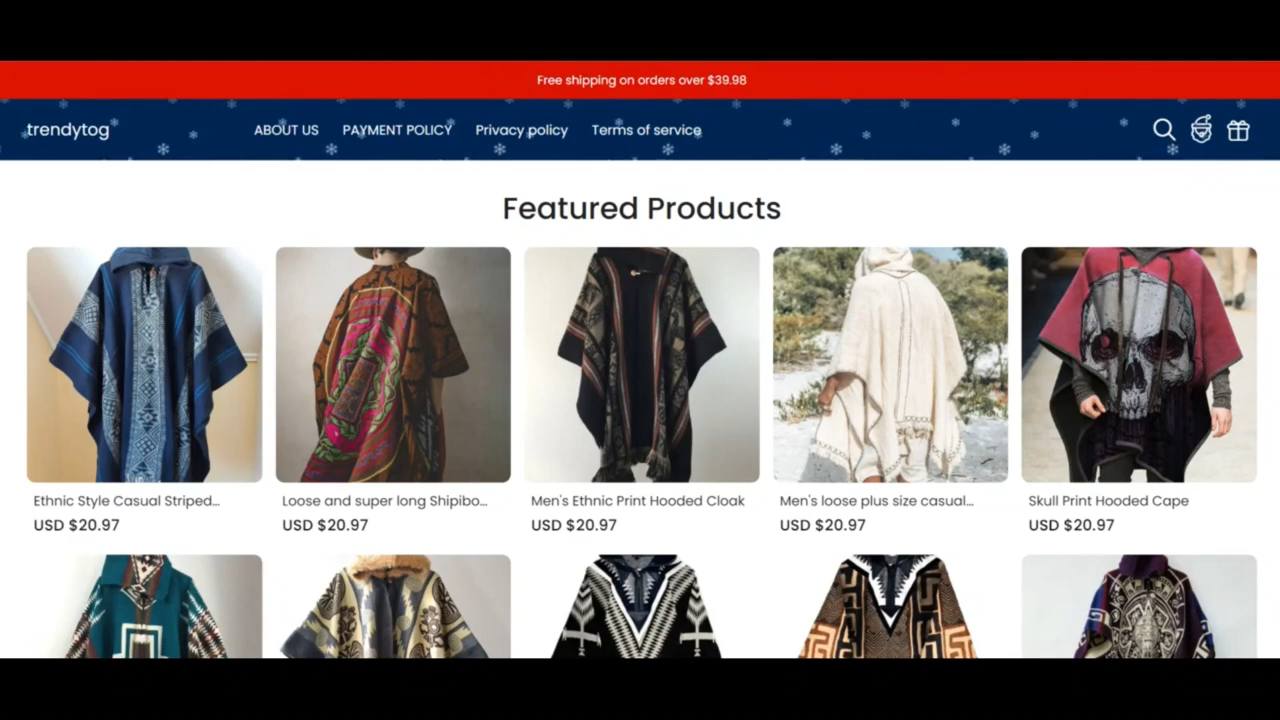 Free shipping on orders over $39.98
trendytog ABOUT US PAYMENT POLICY Privacy policy Terms of service
Featured Products
Ethnic Style Casual Striped... Loose and super long Shipibo... Men's Ethnic Print Hooded Cloak Men's loose plus size casual... Skull Print Hooded Cape
USD $20.97 USD $20.97 USD $20.97 USD $20.97 USD $20.97